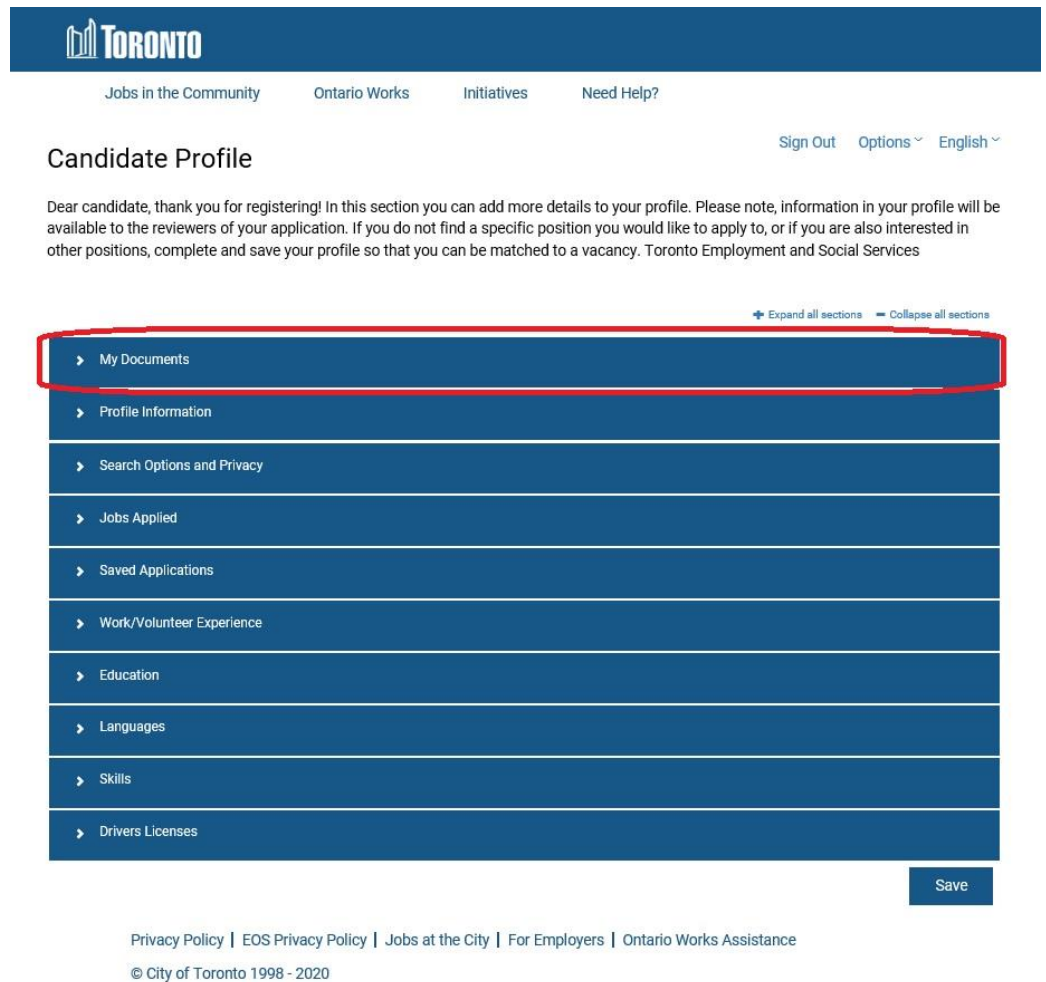 TORONTO
Jobs in the Community Ontario Works Initiatives Need Help?
Sign Out Options English
Candidate Profile
Dear candidate, thank you for registering! In this section you can add more details to your profile. Please note, information in your profile will be
available to the reviewers of your application. If you do not find a specific position you would like to apply to, or if you are also interested in
other positions, complete and save your profile so that you can be matched to a vacancy. Toronto Employment and Social Services
Expand all sections Collapse all sections
My Documents
Profile Information
Search Options and Privacy
Jobs Applied
Saved Applications
Work/Volunteer Experience
Education
Languages
Skills
Drivers Licenses
Save
Privacy Policy | EOS Privacy Policy | Jobs at the City | For Employers | Ontario Works Assistance
© City of Toronto 1998 - 2020